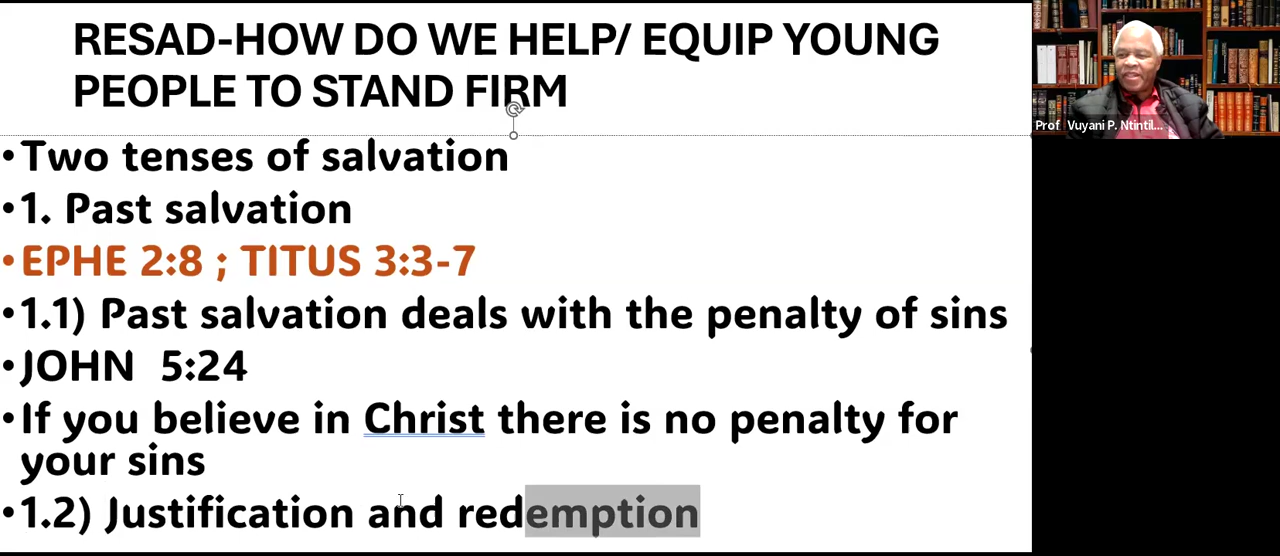 RESAD-HOW DO WE HELP/ EQUIP YOUNG
PEOPLE TO STAND FIRM
•Two tenses of salvation
•1. Past salvation
•EPHE 2:8 ; TITUS 3:3-7
•1.1) Past salvation deals with the penalty of sins
•JOHN 5:24
•If you believe in Christ there is no penalty for
your sins
•1.2) Justification and redemption
Prof Vuyani P. Ntintil...